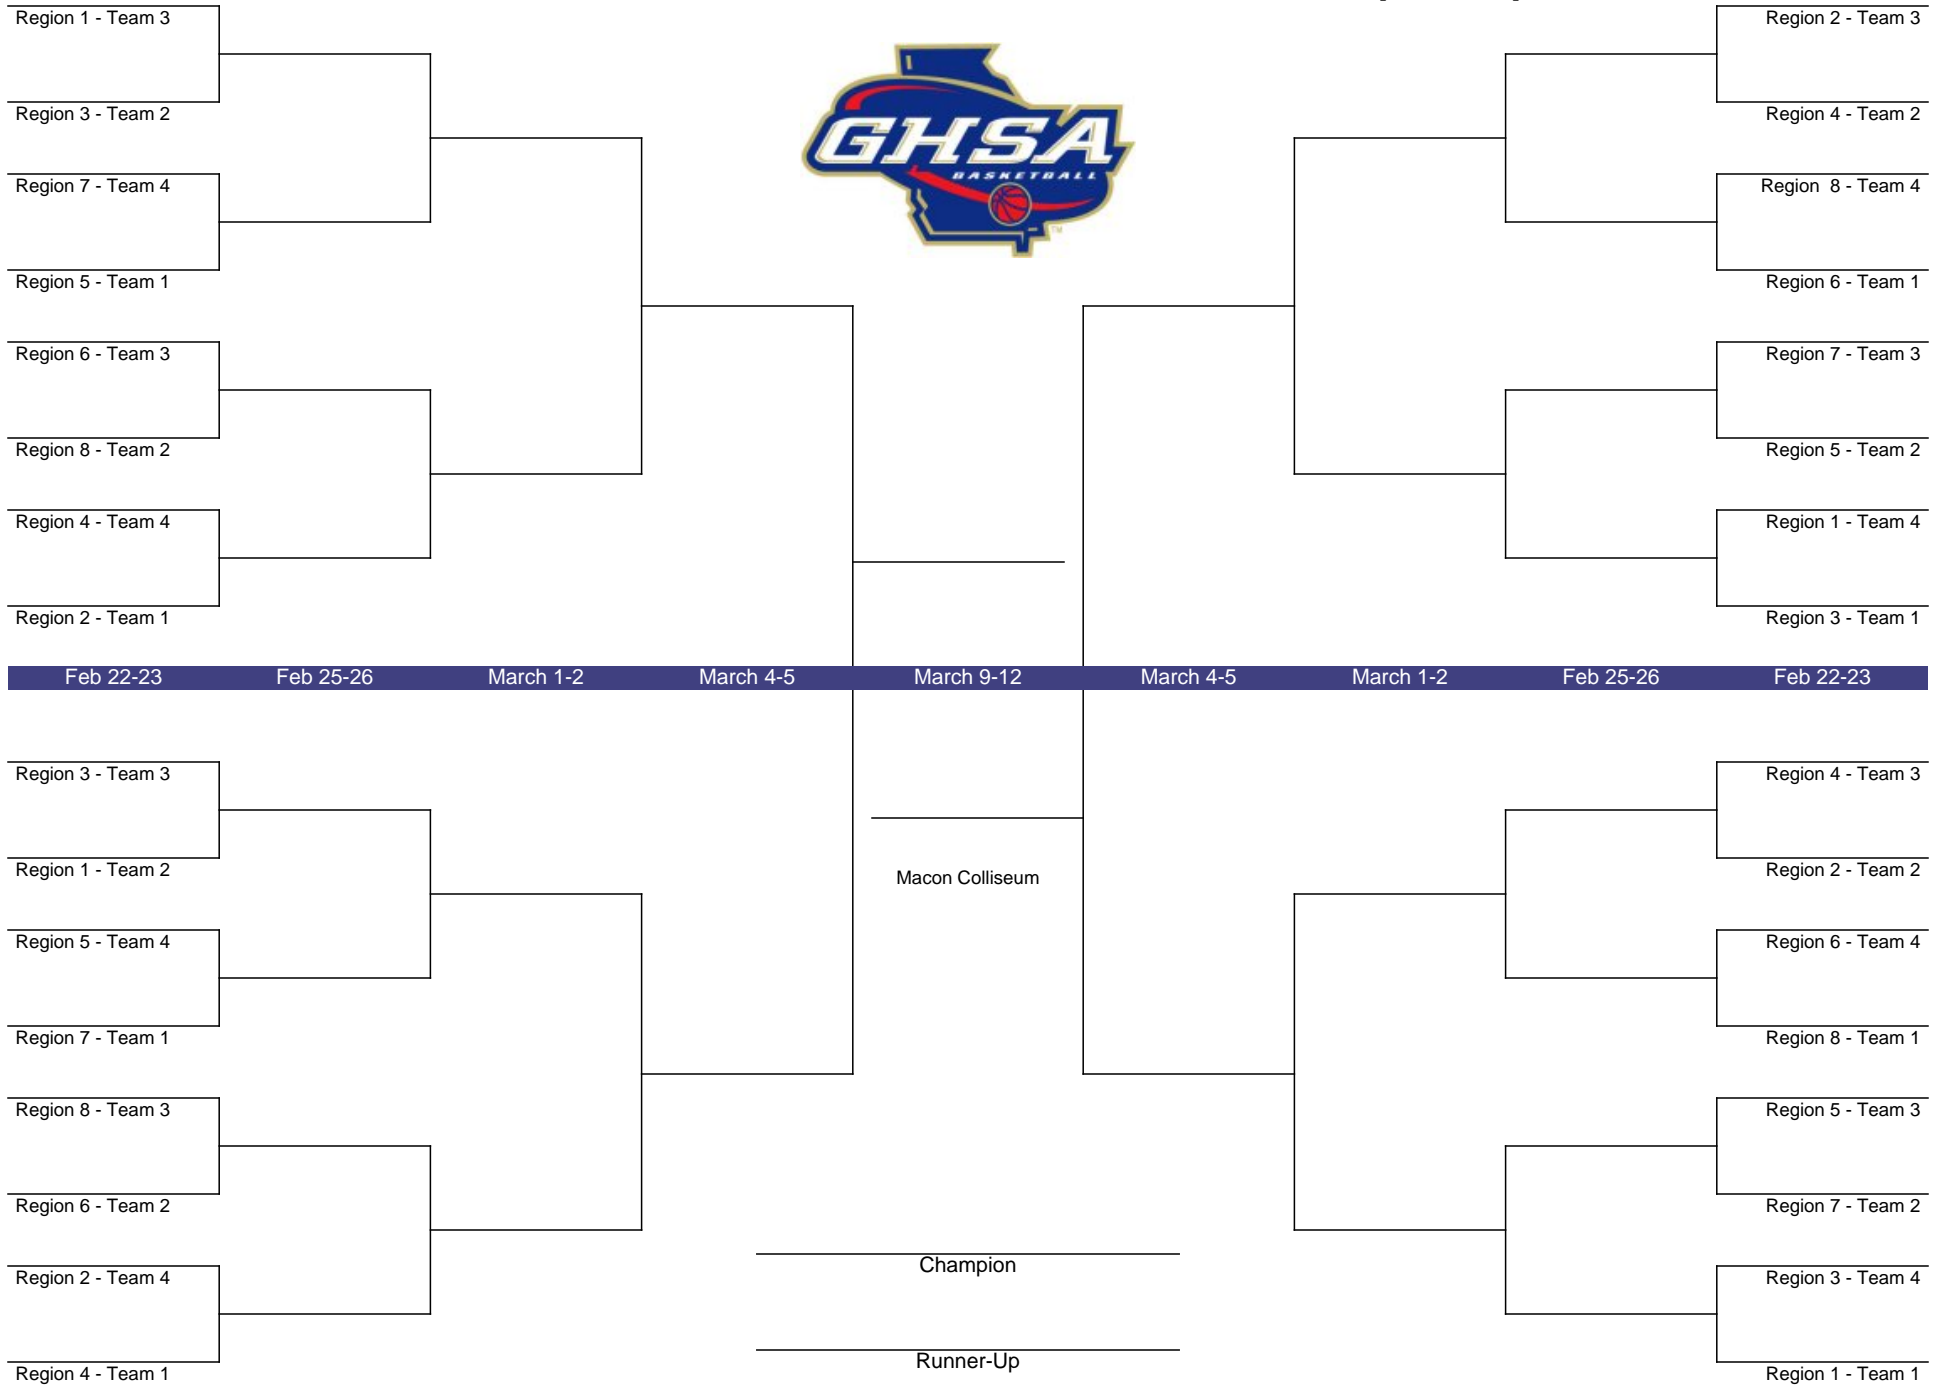 Region 1 - Team 3
Region 3 - Team 2
Region 7 - Team 4
Region 5 - Team 1
Region 6 - Team 3
Region 8 - Team 2
Region 4 - Team 4
Region 2 - Team 1
GHSA
BASKETBALL
TM
Region 2 - Team 3
Region 4 - Team 2
Region 8 - Team 4
Region 6 - Team 1
Region 7 - Team 3
Region 5 - Team 2
Region 1 - Team 4
Region 3 - Team 1
Feb 22-23 Feb 25-26 March 1-2 March 4-5 March 9-12 March 4-5 March 1-2 Feb 25-26 Feb 22-23
Region 3 - Team 3
Region 1 - Team 2
Region 5 - Team 4
Region 7 - Team 1
Region 8 - Team 3
Region 6 - Team 2
Region 2 - Team 4
Region 4 - Team 1
Macon Colliseum
Champion
Runner-Up
Region 4 - Team 3
Region 2 - Team 2
Region 6 - Team 4
Region 8 - Team 1
Region 5 - Team 3
Region 7 - Team 2
Region 3 - Team 4
Region 1 - Team 1